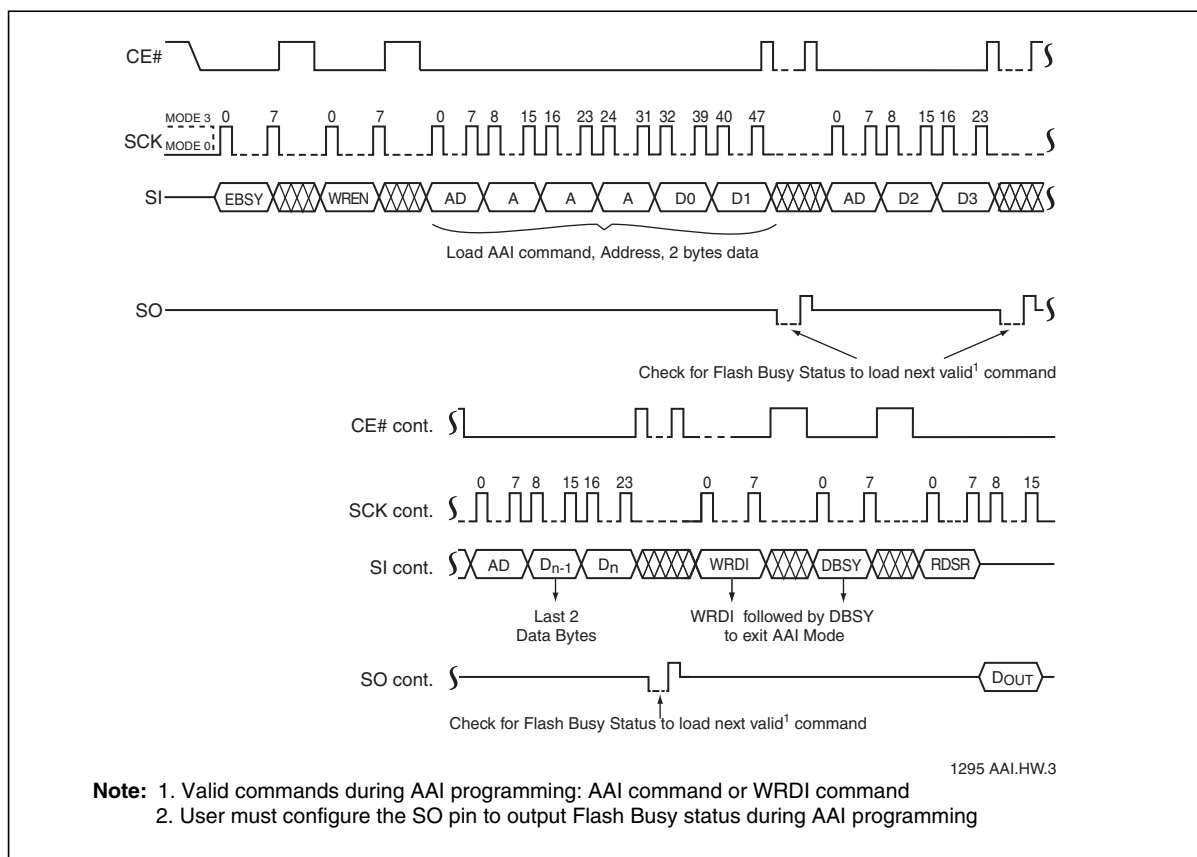 CE#
MODE 3
MODE 0
SCK
0 7 0 7 0 7 8 15 16 23 24 31 32 39 40 47 0 7 8 15 16 23
SI
EBSY WREN AD A A A D0 D1 AD D2 D3
Load AAI command, Address, 2 bytes data
SO
Check for Flash Busy Status to load next valid1 command
CE# cont.
SCK cont.
0 7 8 15 16 23 0 7 0 7 0 7 8 15
SI cont.
AD Dn-1 Dn WRDI DBSY RDSR
Last 2
Data Bytes
WRDI followed by DBSY
to exit AAI Mode
SO cont.
DOUT
Check for Flash Busy Status to load next valid1 command
1295 AAI.HW.3
Note: 1. Valid commands during AAI programming: AAI command or WRDI command
2. User must configure the SO pin to output Flash Busy status during AAI programming